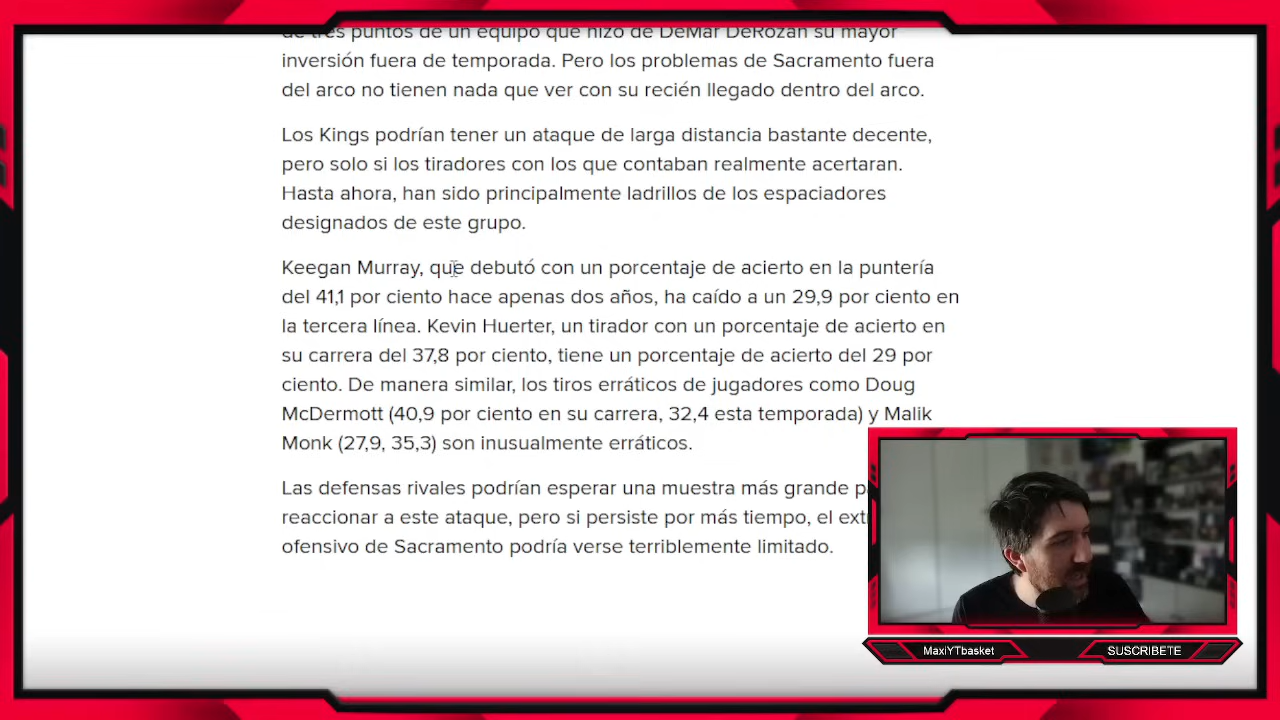 de tres puntos de un equipo que hizo de DeMar DeRozan su mayor
inversión fuera de temporada. Pero los problemas de Sacramento fuera
del arco no tienen nada que ver con su recién llegado dentro del arco.
Los Kings podrían tener un ataque de larga distancia bastante decente,
pero solo si los tiradores con los que contaban realmente acertaran.
Hasta ahora, han sido principalmente ladrillos de los espaciadores
designados de este grupo.
Keegan Murray, que debutó con un porcentaje de acierto en la puntería
del 41,1 por ciento hace apenas dos años, ha caído a un 29,9 por ciento en
la tercera línea. Kevin Huerter, un tirador con un porcentaje de acierto en
su carrera del 37,8 por ciento, tiene un porcentaje de acierto del 29 por
ciento. De manera similar, los tiros erráticos de jugadores como Doug
McDermott (40,9 por ciento en su carrera, 32,4 esta temporada) y Malik
Monk (27,9, 35,3) son inusualmente erráticos.
Las defensas rivales podrían esperar una muestra más grande
reaccionar a este ataque, pero si persiste por más tiempo, el
ofensivo de Sacramento podría verse terriblemente limitado.
MaxiYTbasket
SUSCRIBETE